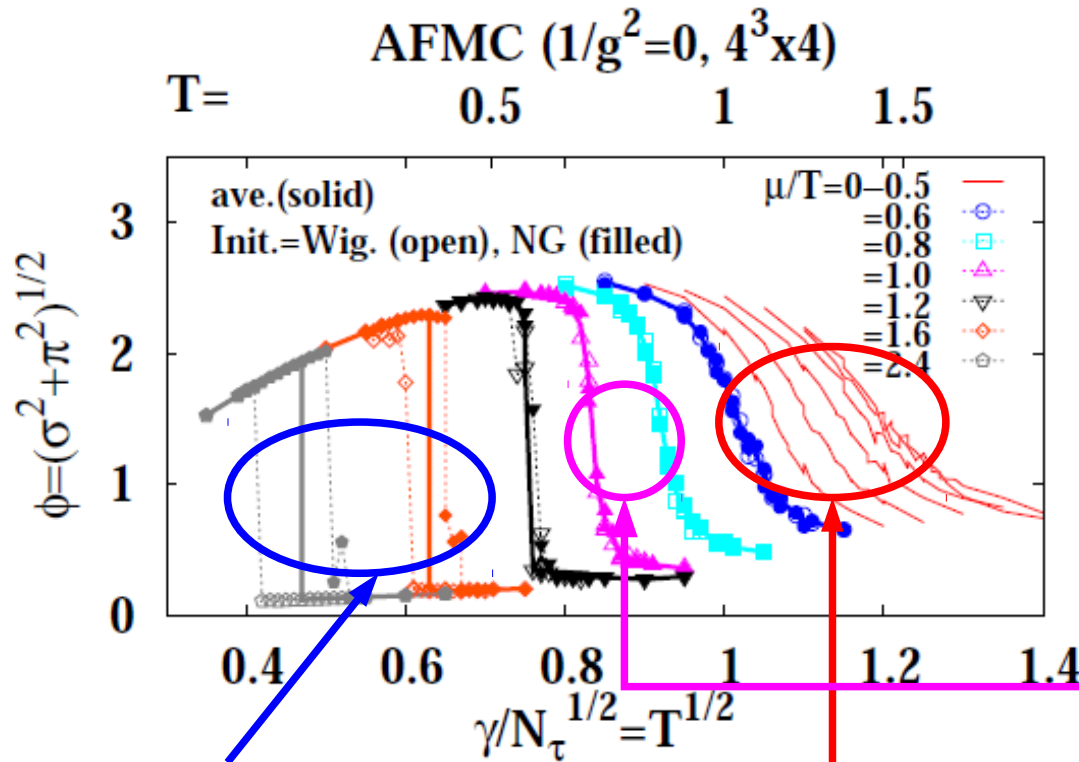 AFMC (1/g²=0, 4³x4)
T= 0.5 1 1.5
ave.(solid)
Init.=Wig. (open), NG (filled)
μ/T=0–0.5
=0.6
=0.8
=1.0
=1.2
=1.6
=2.4
3
2
1
0
ϕ=(σ²+π²)^1/2
0.4 0.6 0.8 1 1.2 1.4
γ/N_τ^1/2=T^1/2